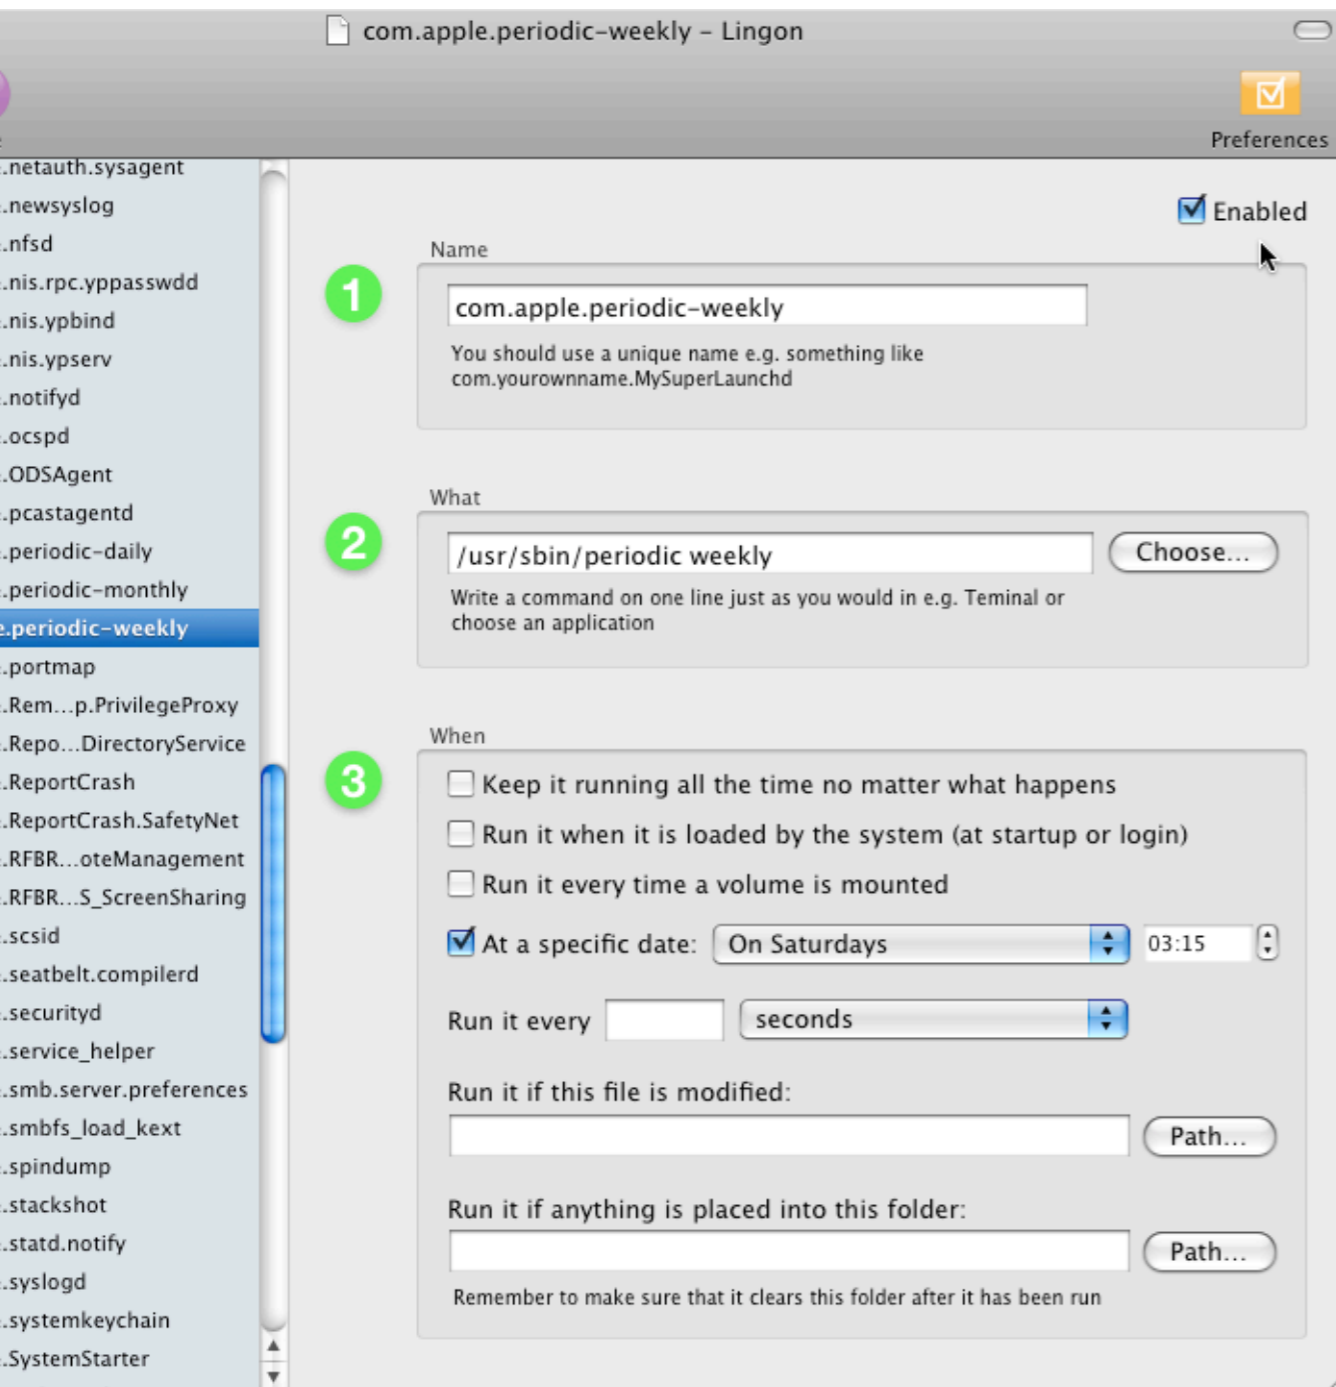 com.apple.periodic-weekly – Lingon
Preferences
.netauth.sysagent
.newsyslog
.nfsd
.nis.rpc.yppasswdd
.nis.ypbind
.nis.ypserv
.notifyd
.ocspd
.ODSAgent
.pcastagentd
.periodic-daily
.periodic-monthly
e.periodic-weekly
.portmap
.Rem...p.PrivilegeProxy
.Repo...DirectoryService
.ReportCrash
.ReportCrash.SafetyNet
.RFBR...oteManagement
.RFBR...S_ScreenSharing
.scsid
.seatbelt.compilerd
.securityd
.service_helper
.smb.server.preferences
.smbfs_load_kext
.spindump
.stackshot
.statd.notify
.syslogd
.systemkeychain
.SystemStarter
Enabled
Name
1
com.apple.periodic-weekly
You should use a unique name e.g. something like
com.yourownname.MySuperLaunchd
What
2
/usr/sbin/periodic weekly
Choose...
Write a command on one line just as you would in e.g. Teminal or
choose an application
When
3
Keep it running all the time no matter what happens
Run it when it is loaded by the system (at startup or login)
Run it every time a volume is mounted
At a specific date: On Saturdays 03:15
Run it every seconds
Run it if this file is modified:
Path...
Run it if anything is placed into this folder:
Path...
Remember to make sure that it clears this folder after it has been run